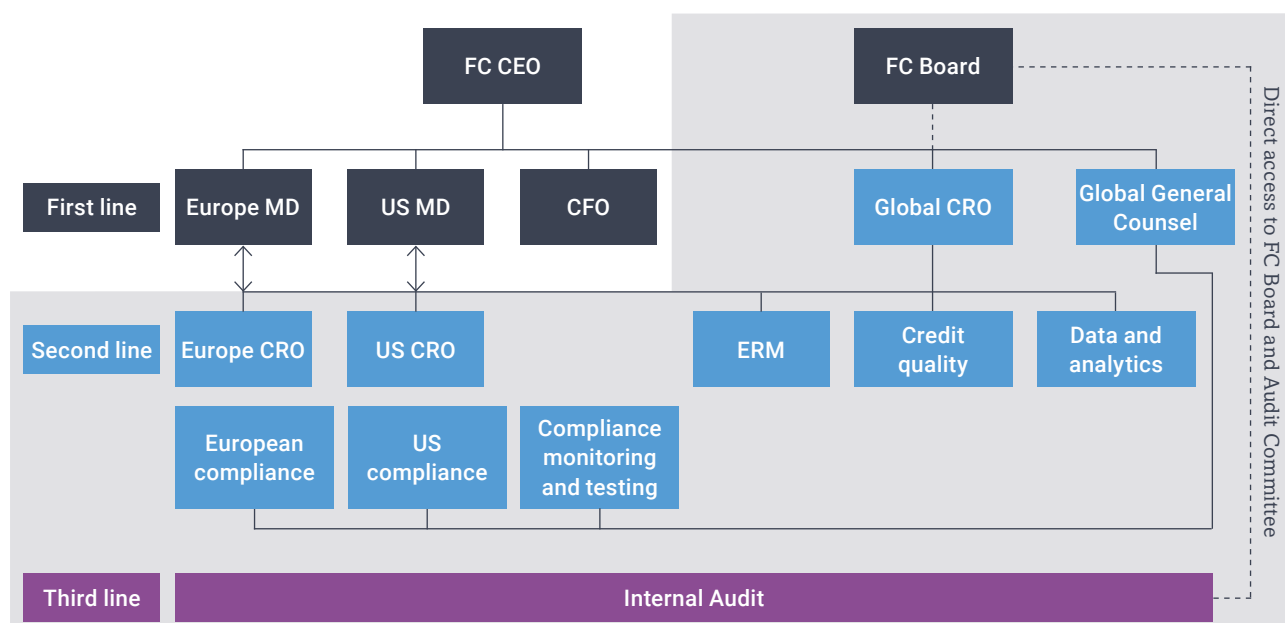 FC CEO
FC Board
First line
Europe MD
US MD
CFO
Global CRO
Global General
Counsel
Direct access to FC Board and Audit Committee
Second line
Europe CRO
US CRO
ERM
Credit
quality
Data and
analytics
European
compliance
US
compliance
Compliance
monitoring
and testing
Third line
Internal Audit